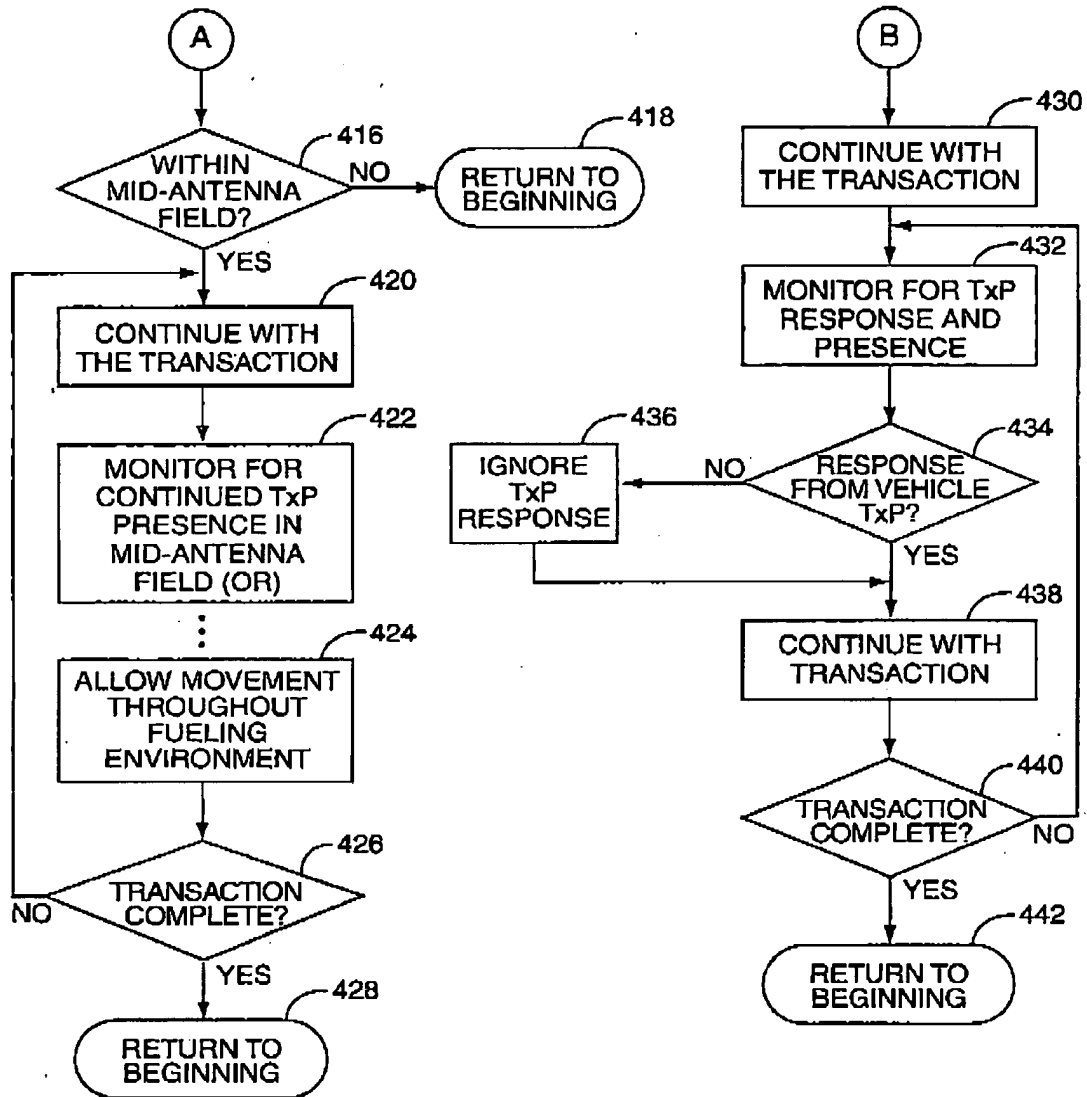 A
416
WITHIN
MID-ANTENNA
FIELD?
NO
418
RETURN TO
BEGINNING
YES
420
CONTINUE WITH
THE TRANSACTION
422
MONITOR FOR
CONTINUED TxP
PRESENCE IN
MID-ANTENNA
FIELD (OR)
424
ALLOW MOVEMENT
THROUGHOUT
FUELING
ENVIRONMENT
426
TRANSACTION
COMPLETE?
NO
YES
428
RETURN TO
BEGINNING
B
430
CONTINUE WITH
THE TRANSACTION
432
MONITOR FOR TxP
RESPONSE AND
PRESENCE
434
RESPONSE
FROM VEHICLE
TxP?
NO
436
IGNORE
TxP
RESPONSE
YES
438
CONTINUE WITH
TRANSACTION
440
TRANSACTION
COMPLETE?
NO
YES
442
RETURN TO
BEGINNING